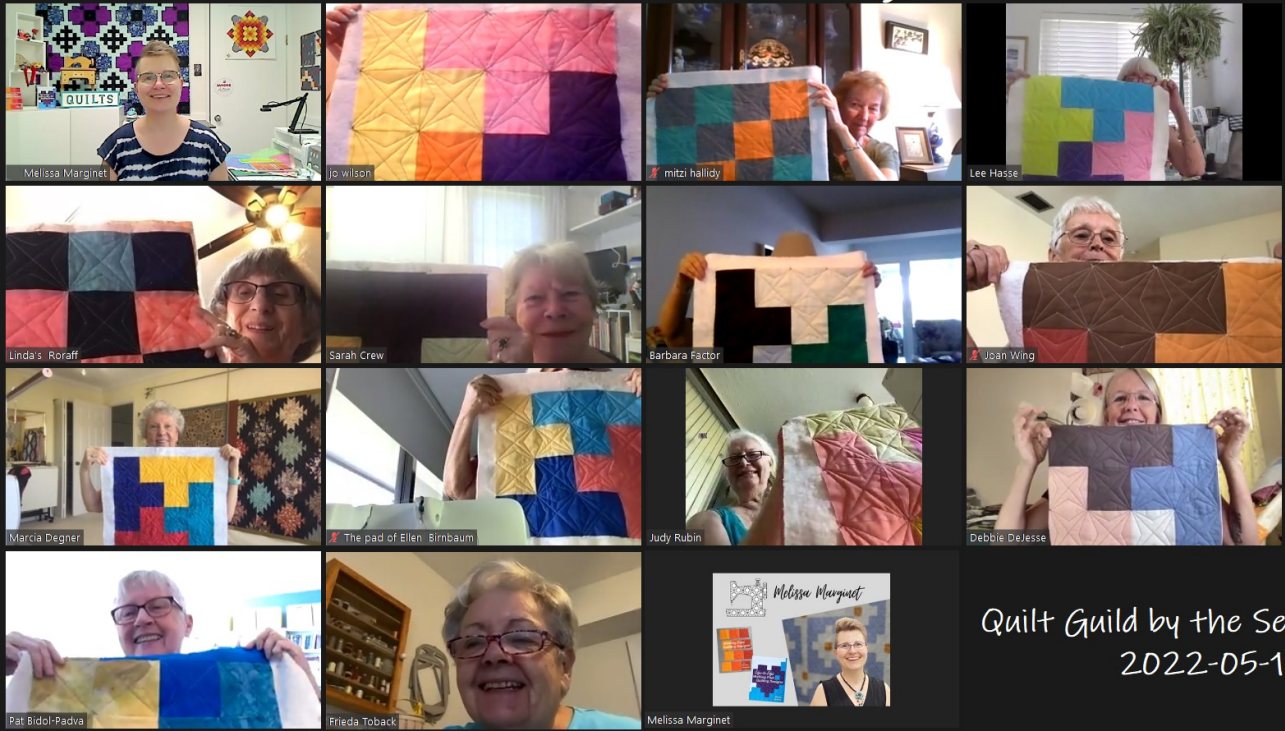 QUILTS
Melissa Marginet
jo wilson
mitzi hallidy
Lee Hasse
Linda's Roraff
Sarah Crew
Barbara Factor
Joan Wing
Marcia Degner
The pad of Ellen Birnbaum
Judy Rubin
Debbie DeJesse
Pat Bidol-Padva
Frieda Toback
Melissa Marginet
Melissa Marginet
Quilt Guild by the Se
2022-05-1